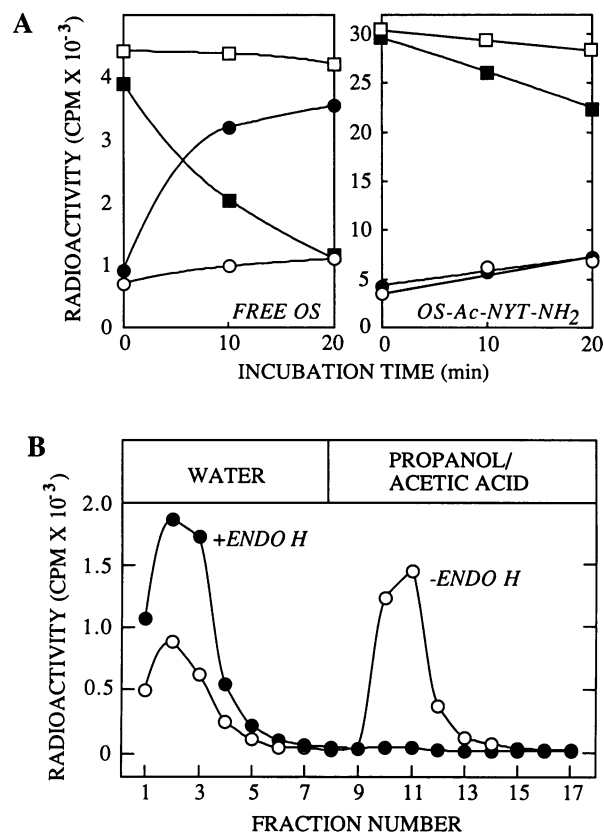 A
RADIOACTIVITY (CPM X 10⁻³)
4
3
2
1
0
FREE OS
0 10 20
30
25
20
15
10
5
0
OS-Ac-NYT-NH₂
0 10 20
INCUBATION TIME (min)
B
WATER
PROPANOL/
ACETIC ACID
RADIOACTIVITY (CPM X 10⁻³)
2.0
1.5
1.0
0.5
0
+ENDO H
-ENDO H
1 3 5 7 9 11 13 15 17
FRACTION NUMBER